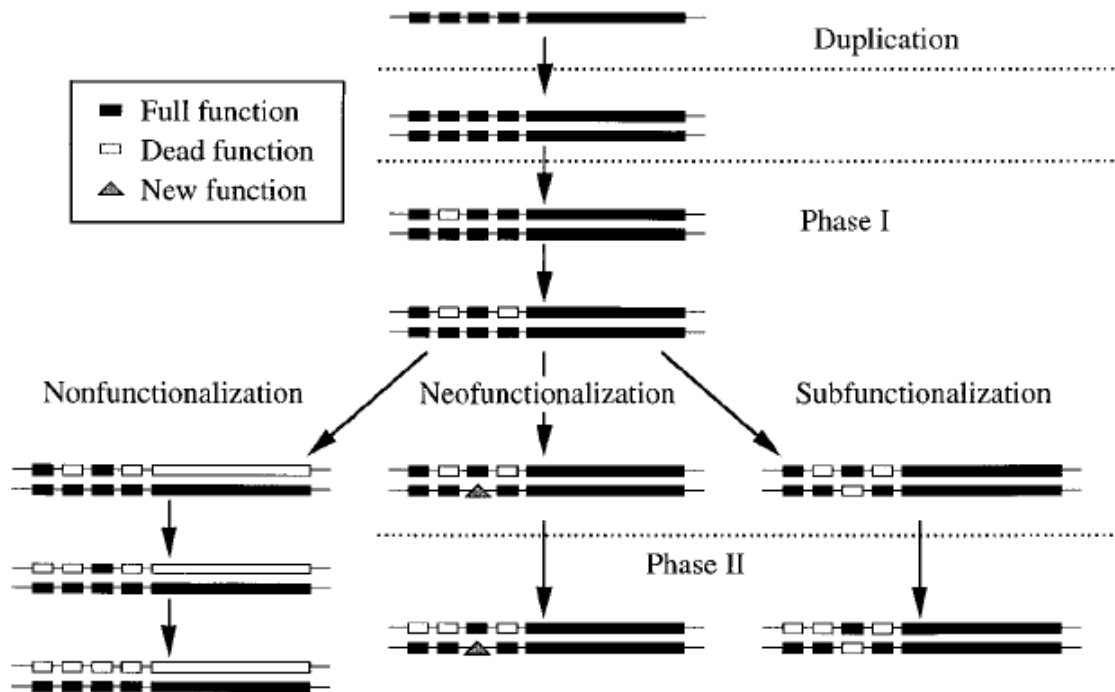 Duplication
Full function
Dead function
New function
Phase I
Nonfunctionalization
Neofunctionalization
Subfunctionalization
Phase II